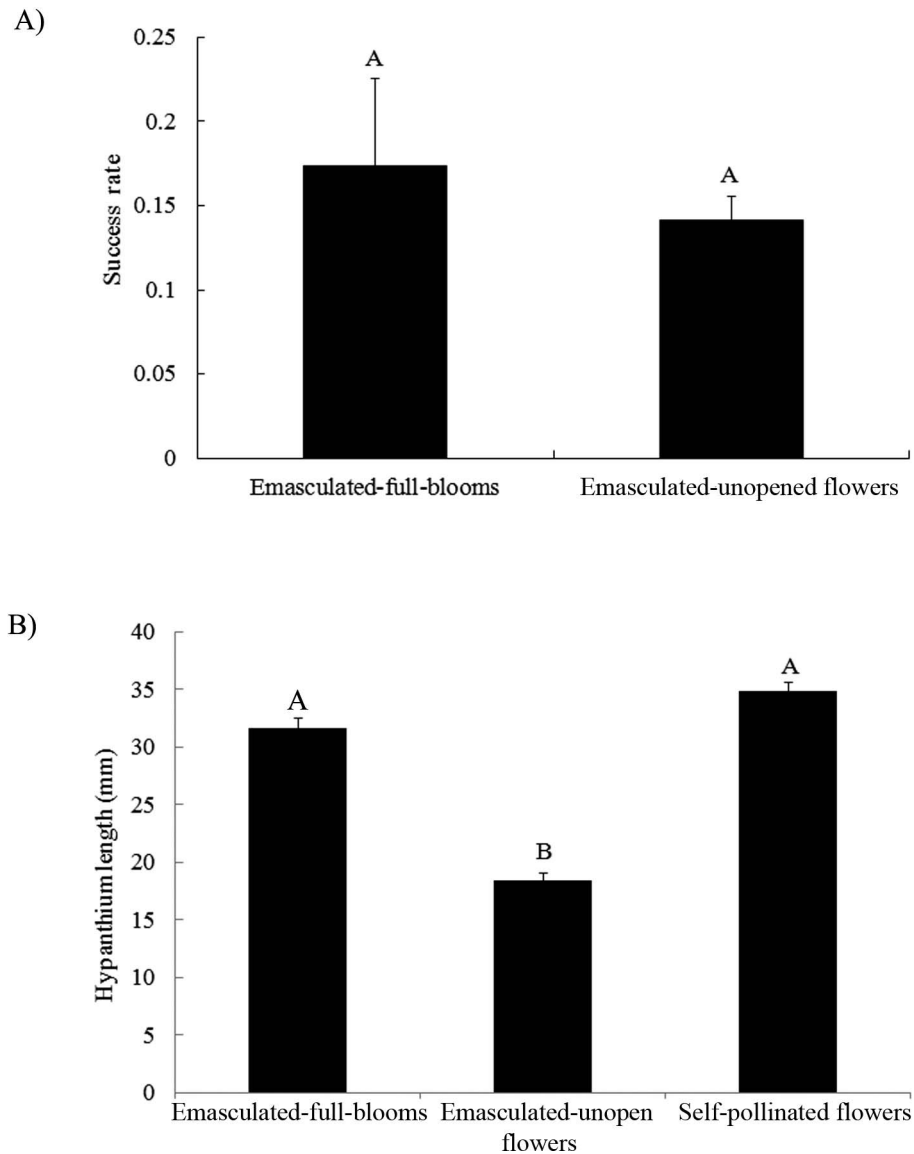 A)
0.25
0.2
0.15
0.1
0.05
0
Success rate
A
A
Emasculated-full-blooms
Emasculated-unopened flowers
B)
40
35
30
25
20
15
10
5
0
Hypanthium length (mm)
A
B
A
Emasculated-full-blooms
Emasculated-unopen
flowers
Self-pollinated flowers